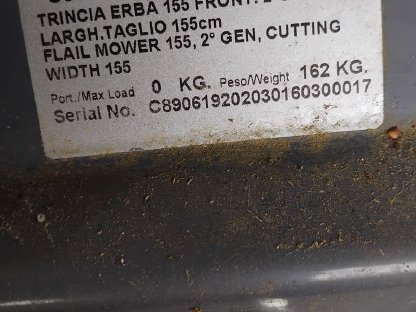 TRINCIA ERBA 155 FRONT. 2°
LARGH.TAGLIO 155cm
FLAIL MOWER 155, 2° GEN, CUTTING
WIDTH 155
Port./Max Load 0 KG. Peso/Weight 162 KG.
Serial No. C89061920203016030017